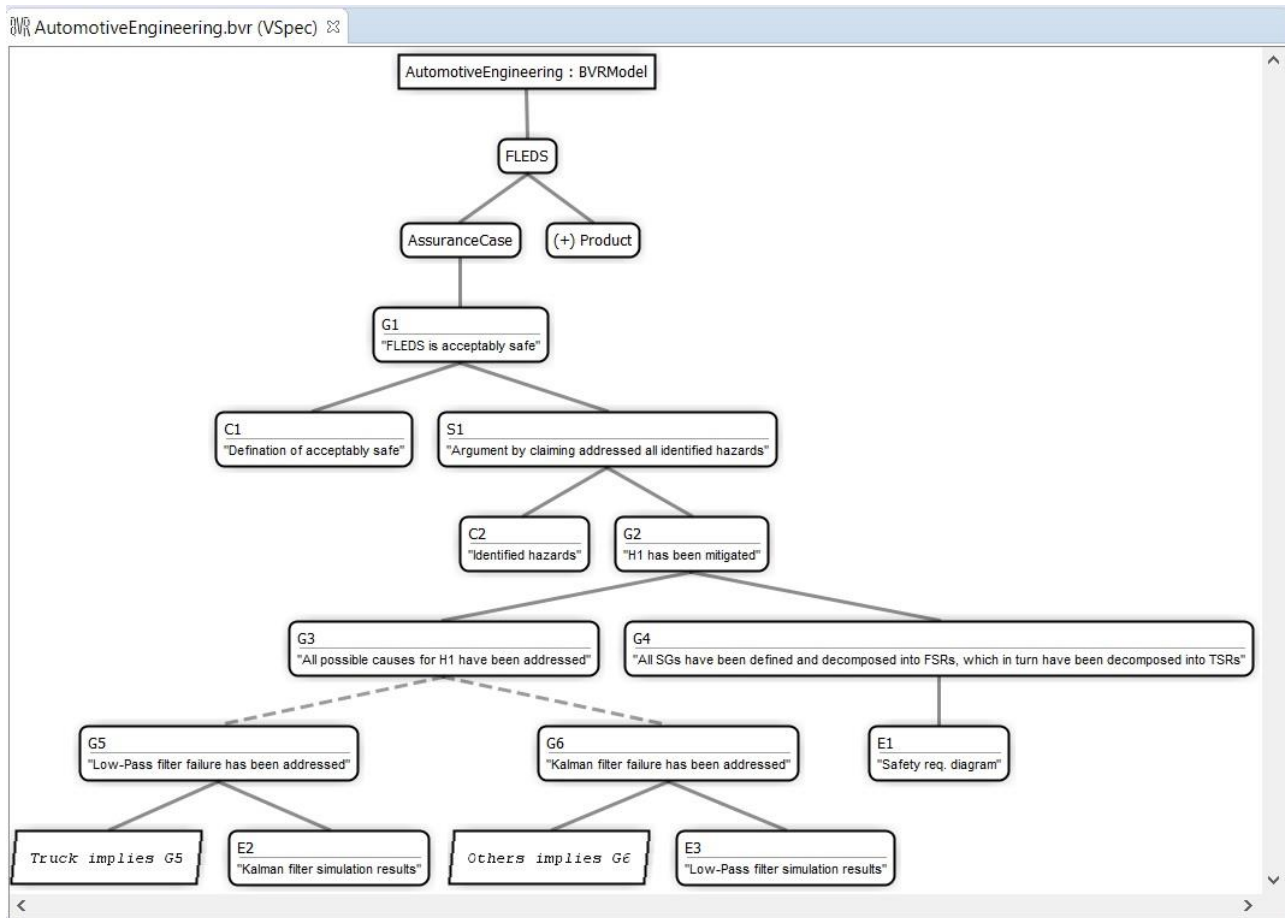 AutomotiveEngineering.bvr (VSpec)
AutomotiveEngineering : BVRModel
FLEDS
AssuranceCase
(+) Product
G1
"FLEDS is acceptably safe"
C1
"Defination of acceptably safe"
S1
"Argument by claiming addressed all identified hazards"
C2
"Identified hazards"
G2
"H1 has been mitigated"
G3
"All possible causes for H1 have been addressed"
G4
"All SGs have been defined and decomposed into FSRs, which in turn have been decomposed into TSRs"
G5
"Low-Pass filter failure has been addressed"
G6
"Kalman filter failure has been addressed"
E1
"Safety req. diagram"
Truck implies G5
E2
"Kalman filter simulation results"
Others implies G6
E3
"Low-Pass filter simulation results"